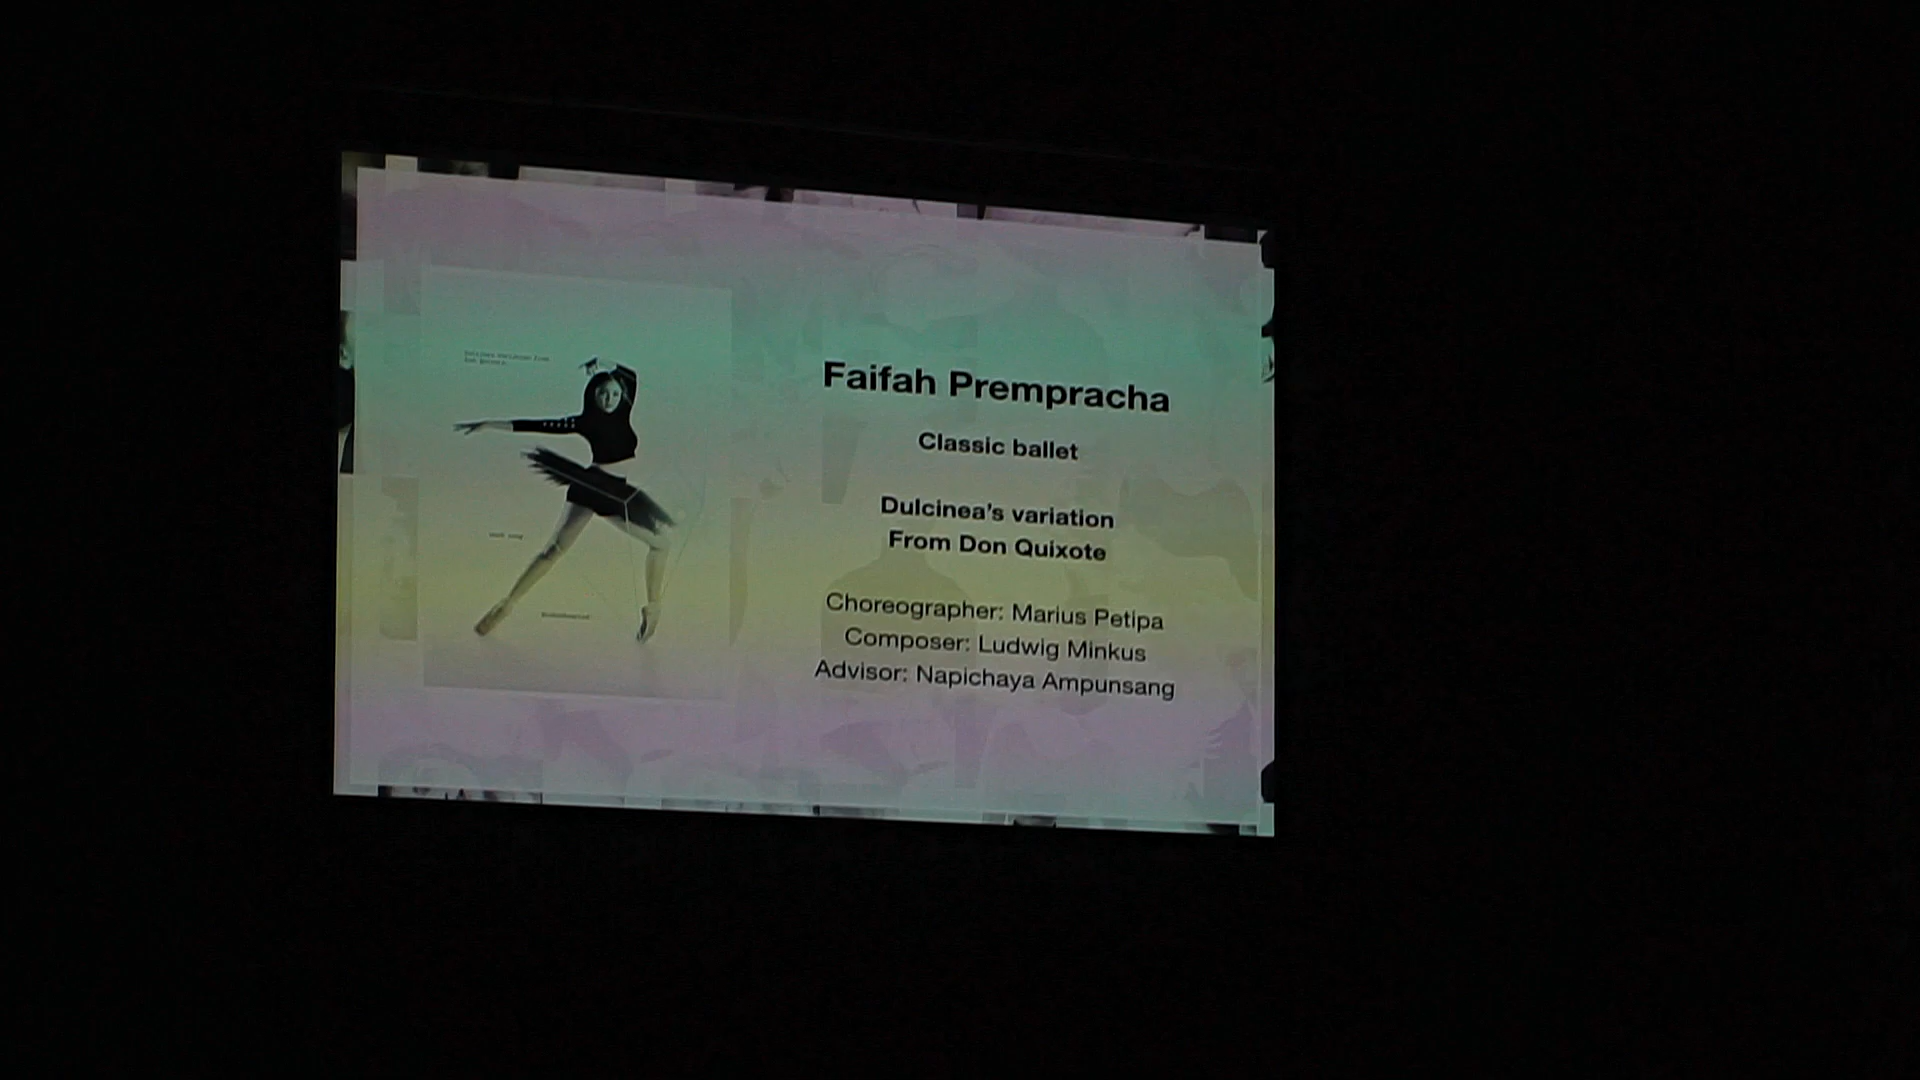 Faifah Prempracha
Classic ballet
Dulcinea's variation
From Don Quixote
Choreographer: Marius Petipa
Composer: Ludwig Minkus
Advisor: Napichaya Ampunsang